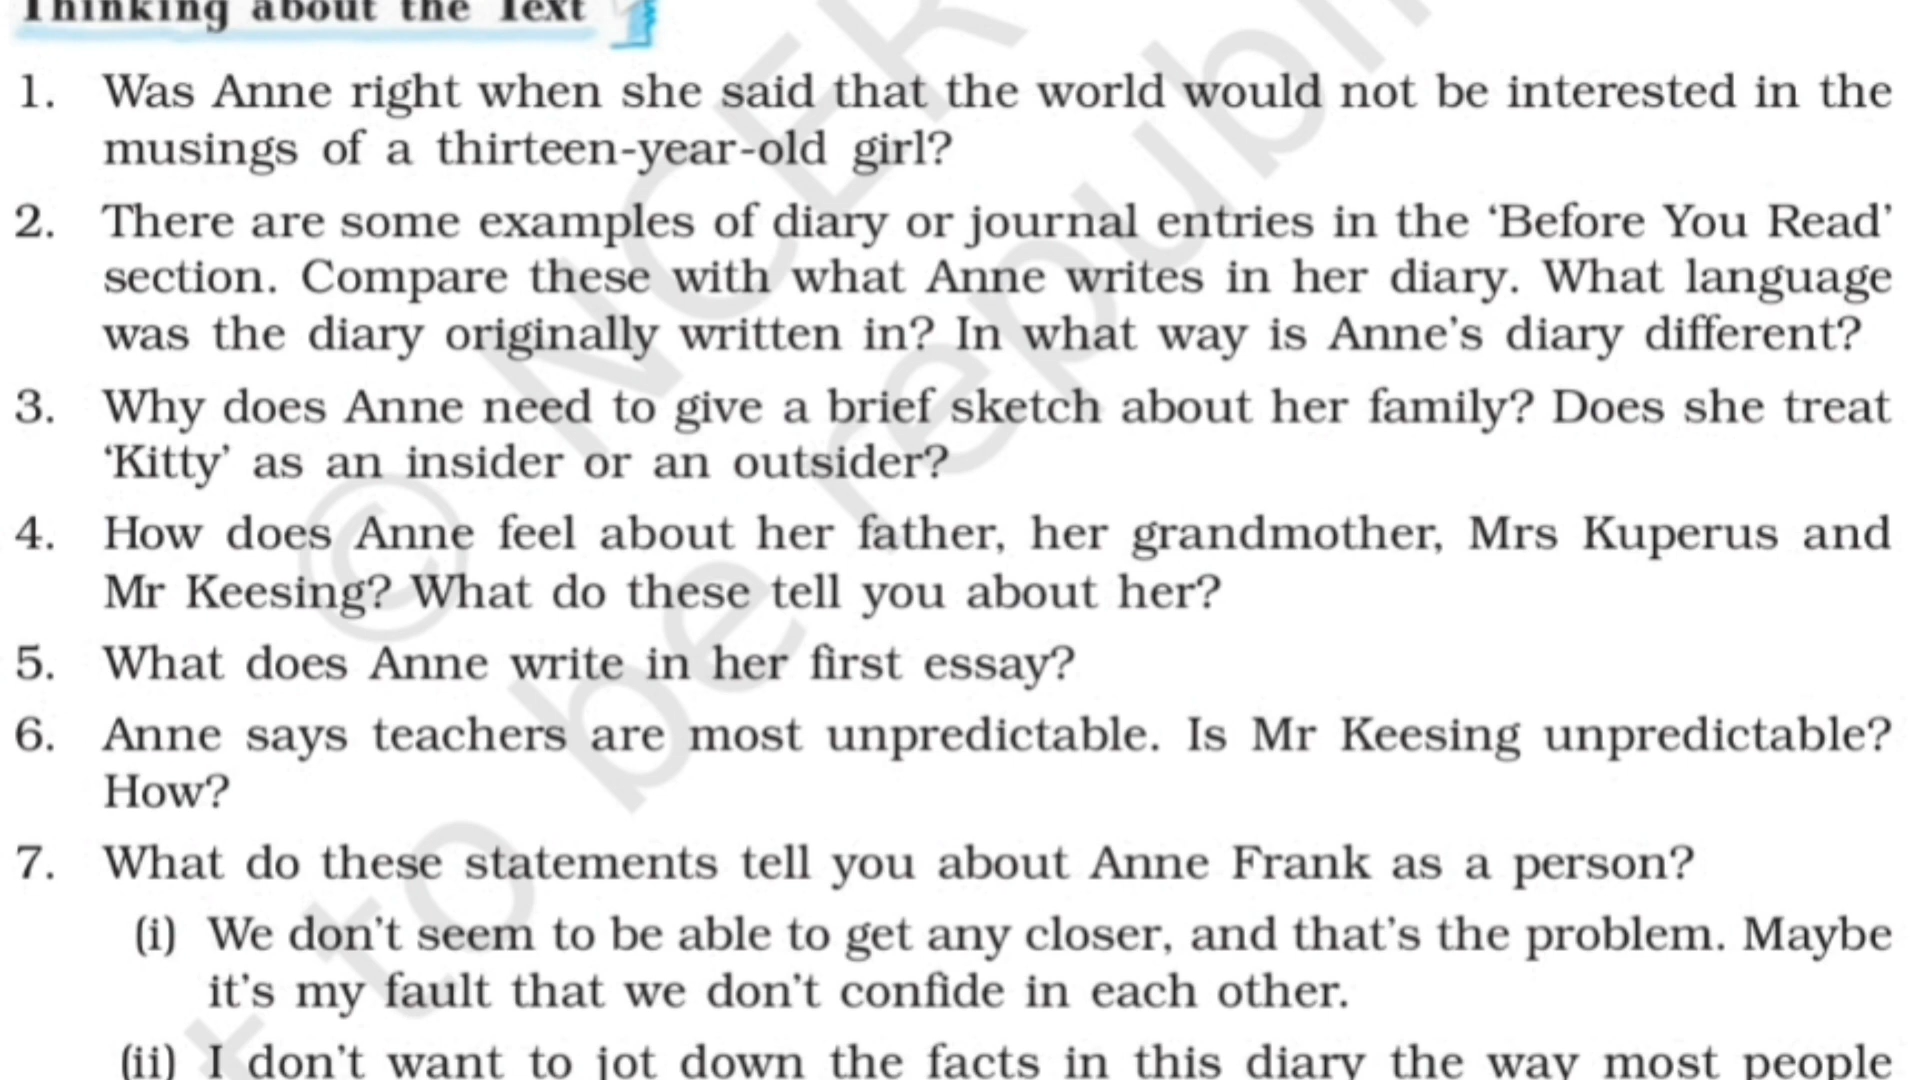 Thinking about the Text
1. Was Anne right when she said that the world would not be interested in the
musings of a thirteen-year-old girl?
2. There are some examples of diary or journal entries in the ‘Before You Read’
section. Compare these with what Anne writes in her diary. What language
was the diary originally written in? In what way is Anne’s diary different?
3. Why does Anne need to give a brief sketch about her family? Does she treat
‘Kitty’ as an insider or an outsider?
4. How does Anne feel about her father, her grandmother, Mrs Kuperus and
Mr Keesing? What do these tell you about her?
5. What does Anne write in her first essay?
6. Anne says teachers are most unpredictable. Is Mr Keesing unpredictable?
How?
7. What do these statements tell you about Anne Frank as a person?
(i) We don’t seem to be able to get any closer, and that’s the problem. Maybe
it’s my fault that we don’t confide in each other.
(ii) I don’t want to jot down the facts in this diary the way most people
© NCER
to be republi